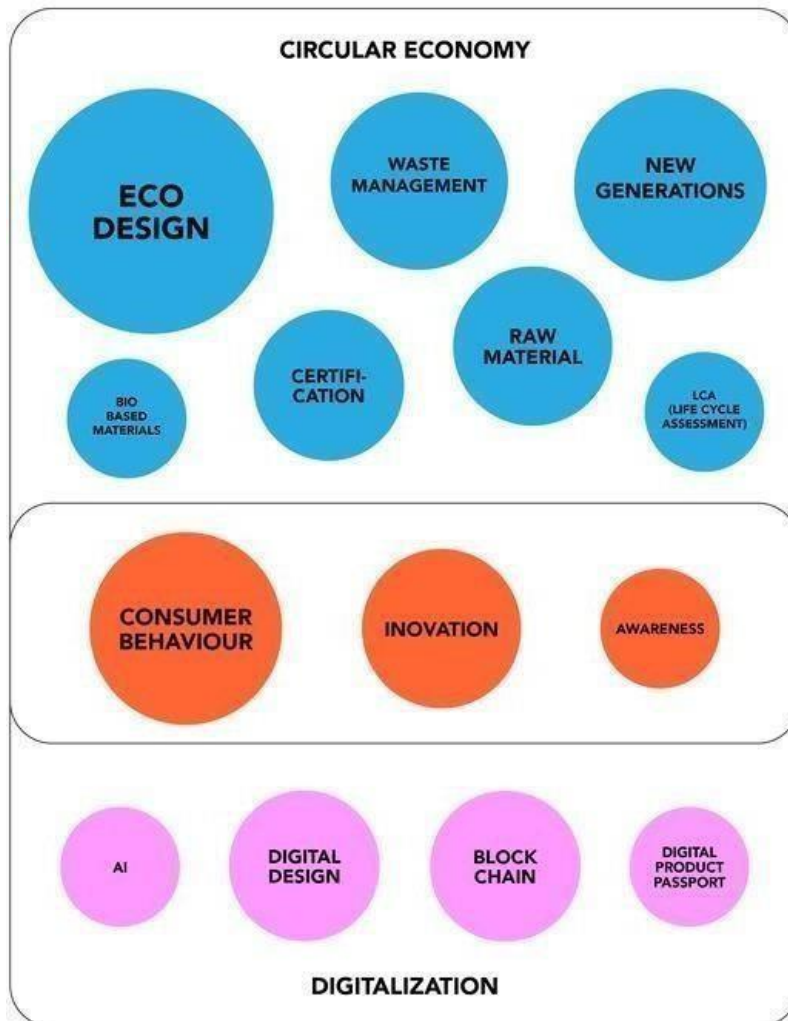 CIRCULAR ECONOMY
ECO
DESIGN
WASTE
MANAGEMENT
NEW
GENERATIONS
BIO
BASED
MATERIALS
CERTIFI-
CATION
RAW
MATERIAL
LCA
(LIFE CYCLE
ASSESSMENT)
CONSUMER
BEHAVIOUR
INOVATION
AWARENESS
AI
DIGITAL
DESIGN
BLOCK
CHAIN
DIGITAL
PRODUCT
PASSPORT
DIGITALIZATION